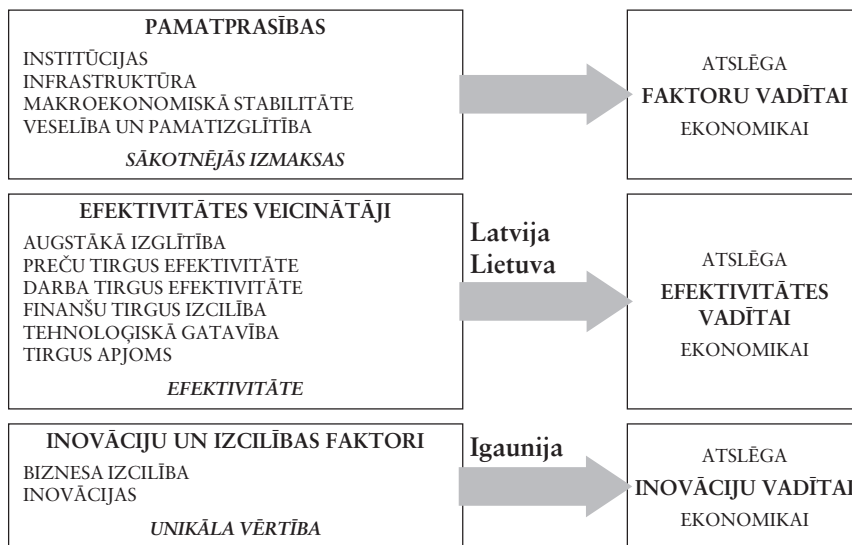 PAMATPRASĪBAS
INSTITŪCIJAS
INFRASTRUKTŪRA
MAKROEKONOMISKĀ STABILITĀTE
VESELĪBA UN PAMATIZGLĪTĪBA
SĀKOTNĒJĀS IZMAKSAS
ATSLĒGA
FAKTORU VADĪTAI
EKONOMIKAI
EFEKTIVITĀTES VEICINĀTĀJI
AUGSTĀKĀ IZGLĪTĪBA
PREČU TIRGUS EFEKTIVITĀTE
DARBA TIRGUS EFEKTIVITĀTE
FINANŠU TIRGUS IZCILĪBA
TEHNOLOĢISKĀ GATAVĪBA
TIRGUS APJOMS
EFEKTIVITĀTE
Latvija
Lietuva
ATSLĒGA
EFEKTIVITĀTES
VADĪTAI
EKONOMIKAI
INOVĀCIJU UN IZCILĪBAS FAKTORI
BIZNESA IZCILĪBA
INOVĀCIJAS
UNIKĀLA VĒRTĪBA
Igaunija
ATSLĒGA
INOVĀCIJU VADĪTAI
EKONOMIKAI